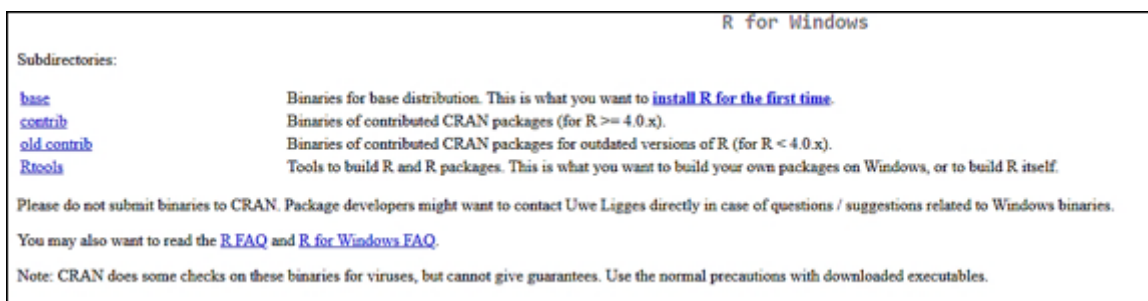 R for Windows
Subdirectories:
base Binaries for base distribution. This is what you want to install R for the first time.
contrib Binaries of contributed CRAN packages (for R >= 4.0.x).
old contrib Binaries of contributed CRAN packages for outdated versions of R (for R < 4.0.x).
Rtools Tools to build R and R packages. This is what you want to build your own packages on Windows, or to build R itself.
Please do not submit binaries to CRAN. Package developers might want to contact Uwe Ligges directly in case of questions / suggestions related to Windows binaries.
You may also want to read the R FAQ and R for Windows FAQ.
Note: CRAN does some checks on these binaries for viruses, but cannot give guarantees. Use the normal precautions with downloaded executables.